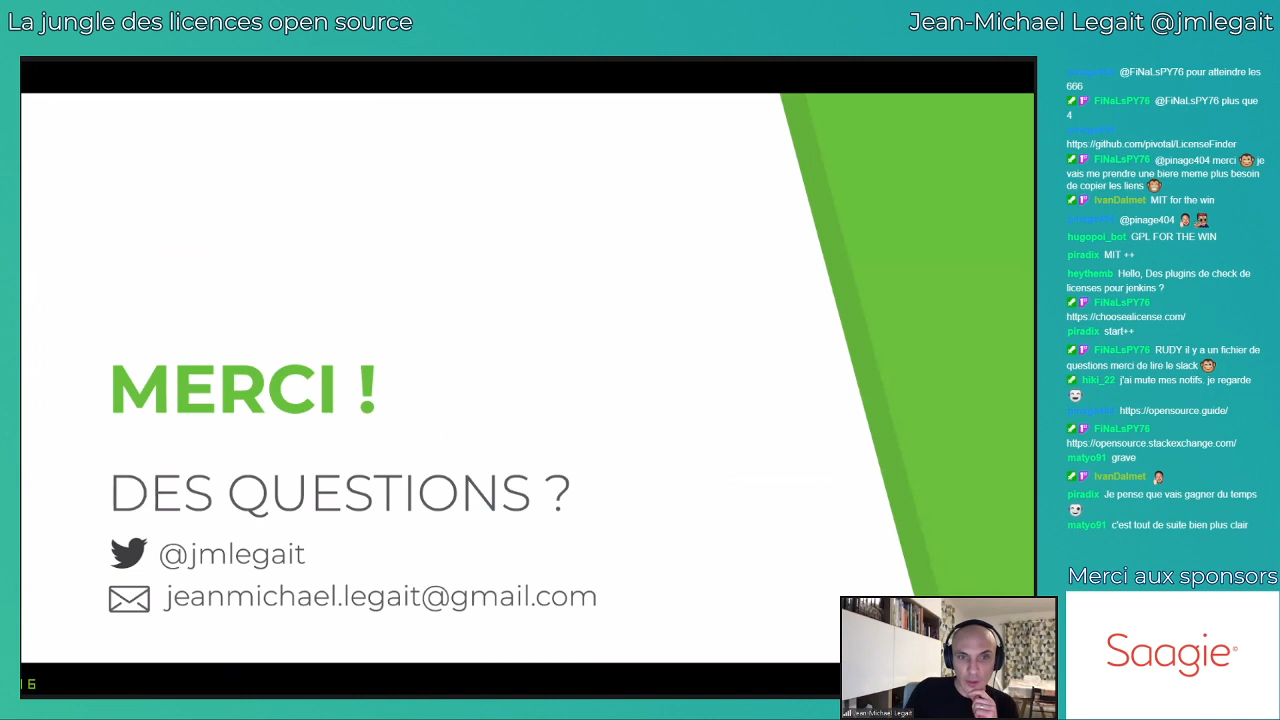 La jungle des licences open source
Jean-Michael Legait @jmlegait
MERCI !
DES QUESTIONS ?
@jmlegait
jeanmichael.legait@gmail.com
@FiNaLsPY76 pour atteindre les
666
FiNaLsPY76 @FiNaLsPY76 plus que
4
https://github.com/pivotal/LicenseFinder
FiNaLsPY76 @pinage404 merci je
vais me prendre une biere meme plus besoin
de copier les liens
IvanDalmet MIT for the win
@pinage404
hugopoi_bot GPL FOR THE WIN
piradix MIT ++
heythemb Hello, Des plugins de check de
licenses pour jenkins ?
FiNaLsPY76
https://choosealicense.com/
piradix start++
FiNaLsPY76 RUDY il y a un fichier de
questions merci de lire le slack
hiki_22 j'ai mute mes notifs. je regarde
https://opensource.guide/
FiNaLsPY76
https://opensource.stackexchange.com/
matyo91 grave
IvanDalmet
piradix Je pense que vais gagner du temps
matyo91 c'est tout de suite bien plus clair
Merci aux sponsors
Saagie
Jean-Michael Legait